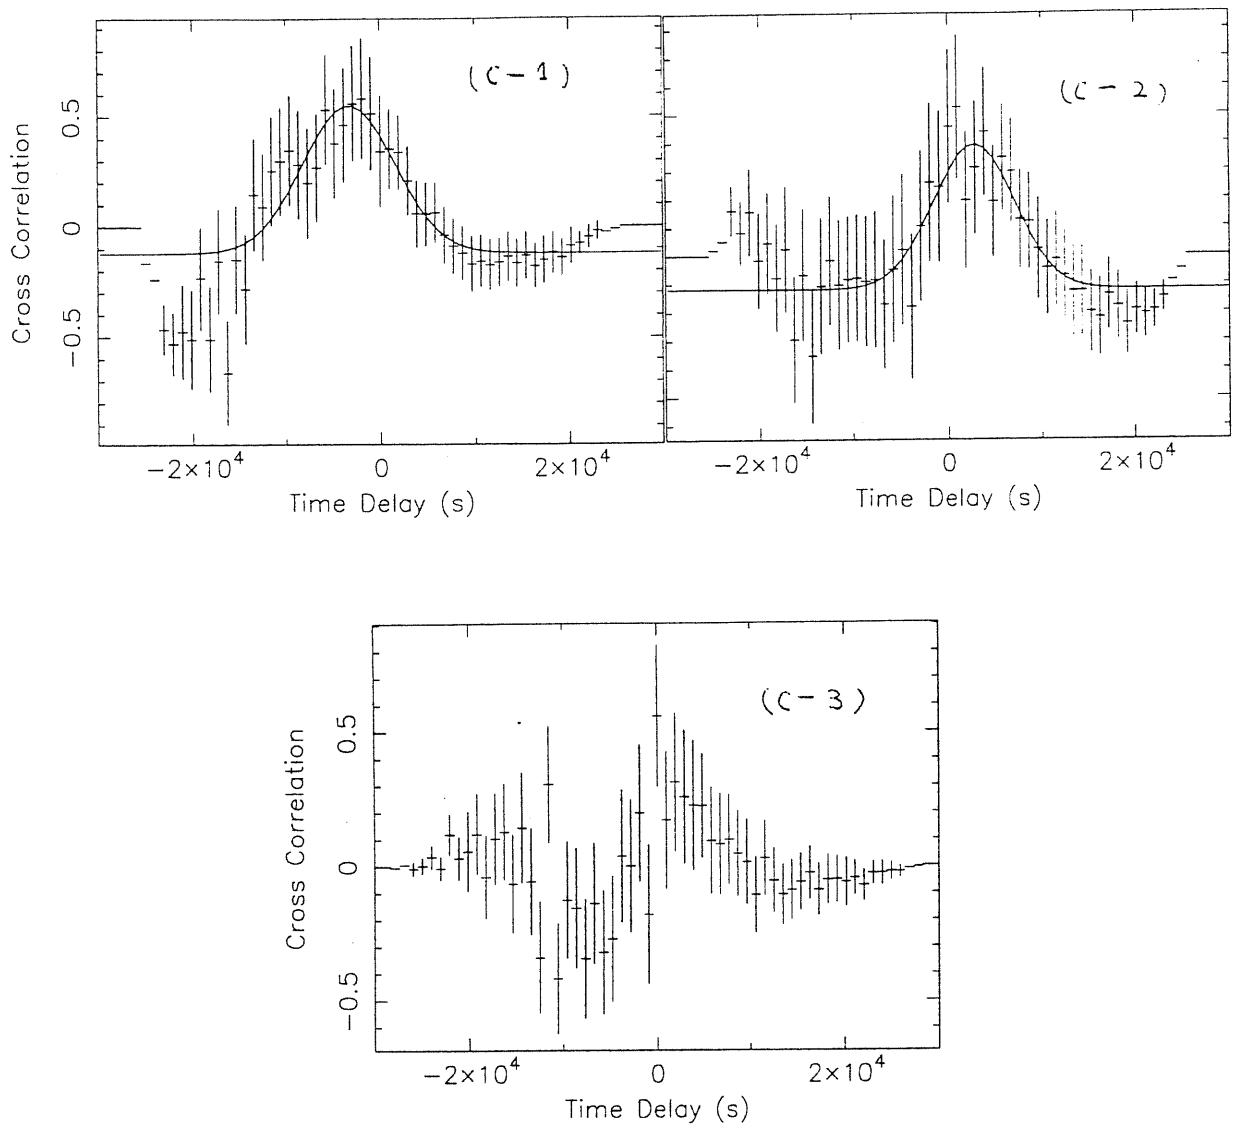 (C-1)
Cross Correlation
0.5
0
−0.5
−2×10⁴ 0 2×10⁴
Time Delay (s)
(C-2)
−2×10⁴ 0 2×10⁴
Time Delay (s)
(C-3)
Cross Correlation
0.5
0
−0.5
−2×10⁴ 0 2×10⁴
Time Delay (s)